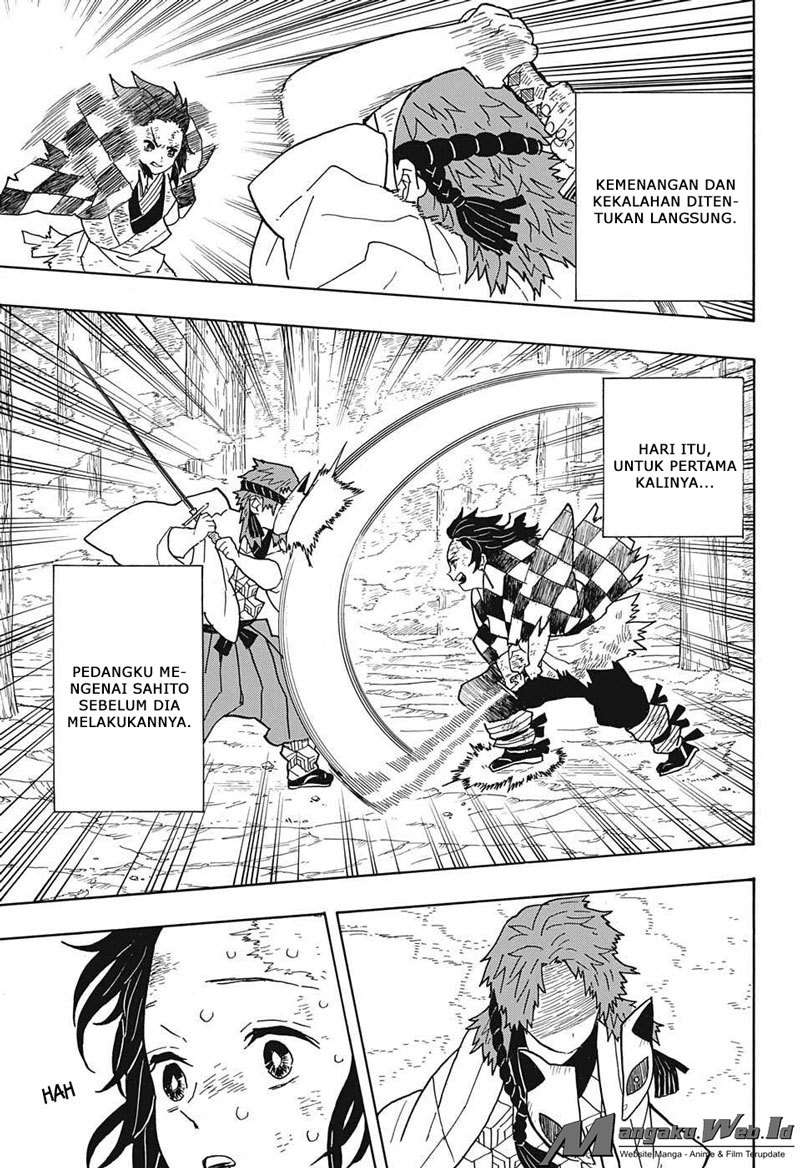 KEMENANGAN DAN
KEKALAHAN DITEN-
TUKAN LANGSUNG.
HARI ITU,
UNTUK PERTAMA
KALINYA...
PEDANGKU ME-
NGENAI SAHITO
SEBELUM DIA
MELAKUKANNYA.
HAH
Mangaku.Web.Id
Website Manga - Anime & Film Terupdate